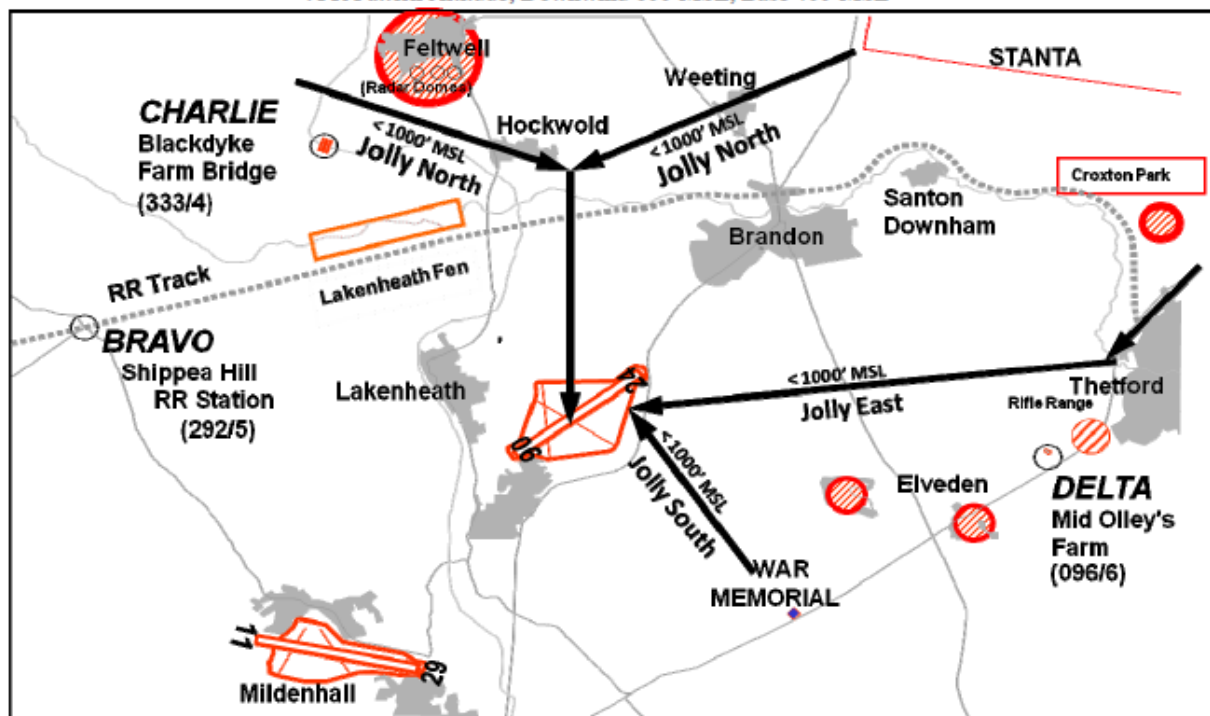 Feltwell
(Radar Domes)
STANTA
Weeting
CHARLIE
Blackdyke
Farm Bridge
(333/4)
< 1000' MSL
Jolly North
Hockwold
< 1000' MSL
Jolly North
Croxton Park
Santon
Downham
Brandon
RR Track
Lakenheath Fen
BRAVO
Shippea Hill
RR Station
(292/5)
Lakenheath
24
06
< 1000' MSL
Jolly East
Thetford
Rifle Range
< 1000' MSL
Jolly South
Elveden
DELTA
Mid Olley's
Farm
(096/6)
WAR
MEMORIAL
11
29
Mildenhall